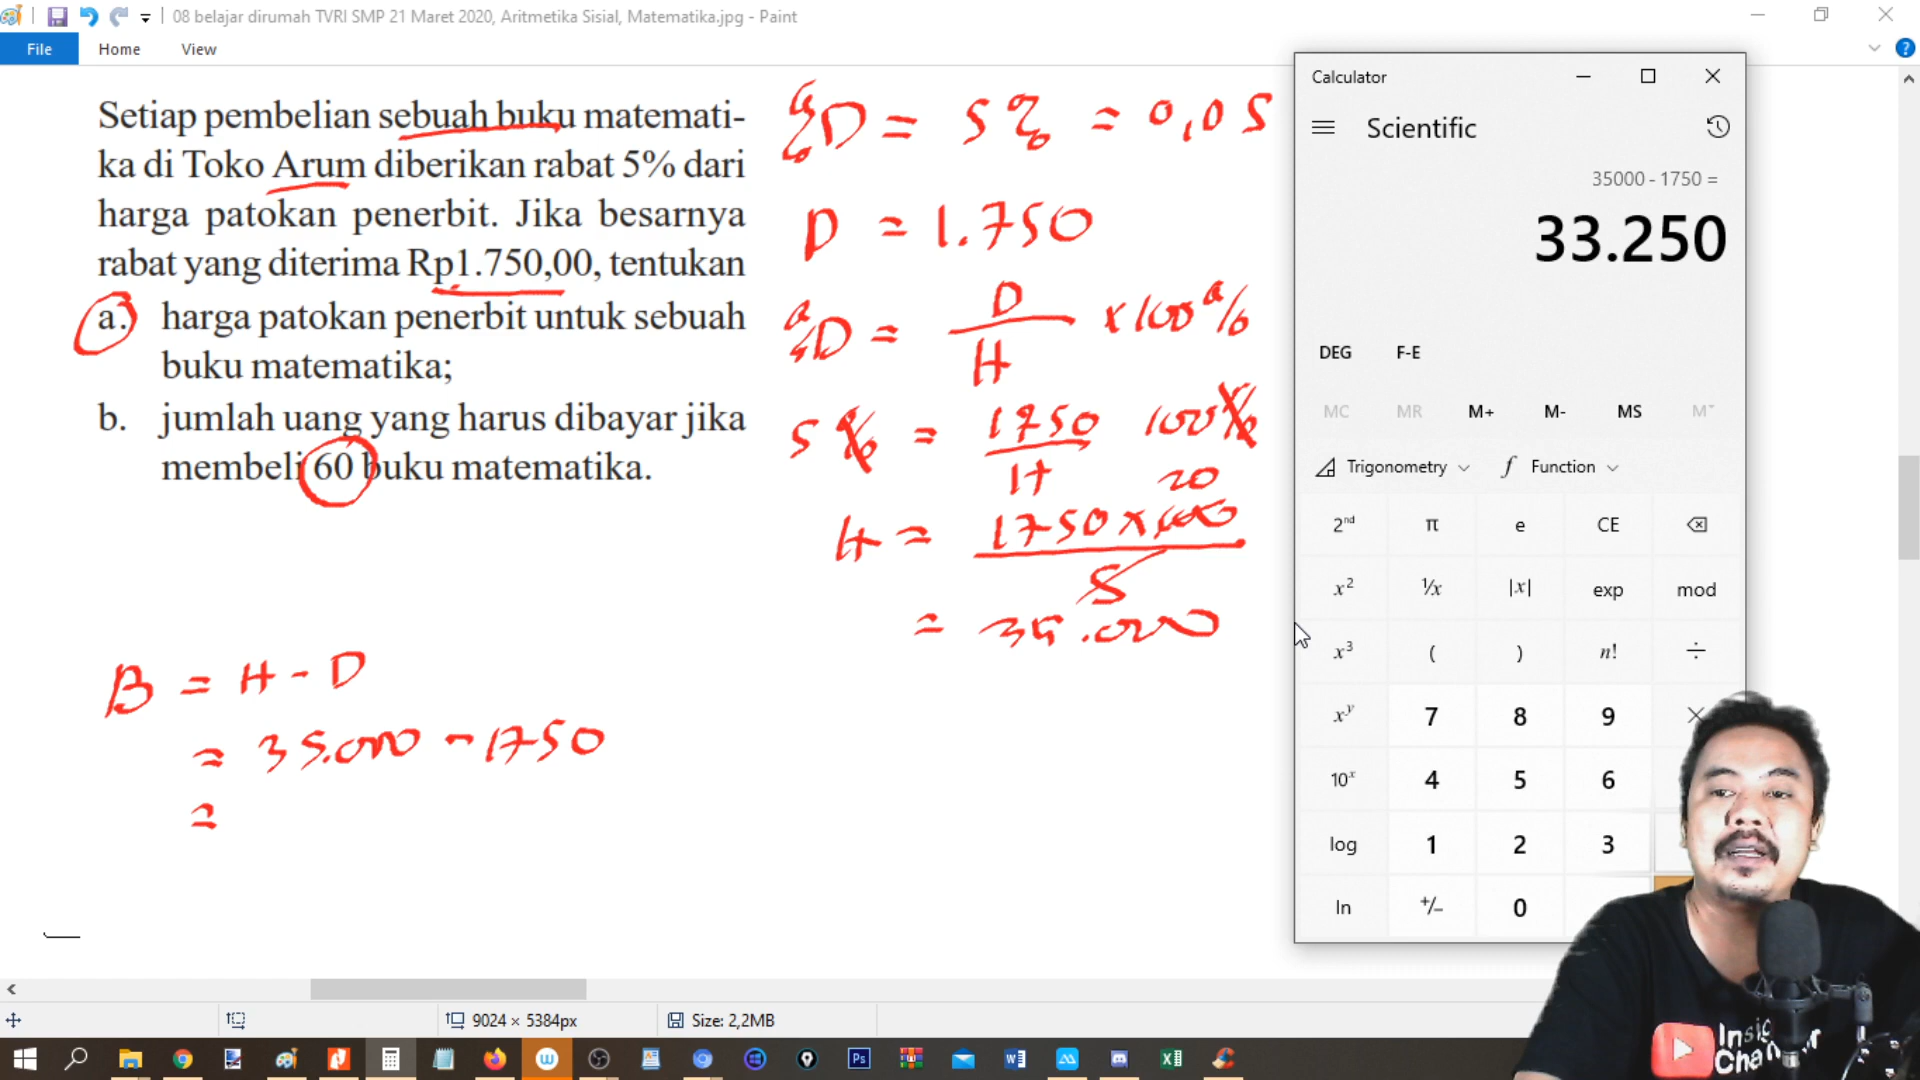 08 belajar dirumah TVRI SMP 21 Maret 2020, Aritmetika Sisial, Matematika.jpg - Paint
File Home View
Setiap pembelian sebuah buku matemati-
ka di Toko Arum diberikan rabat 5% dari
harga patokan penerbit. Jika besarnya
rabat yang diterima Rp1.750,00, tentukan
a. harga patokan penerbit untuk sebuah
buku matematika;
b. jumlah uang yang harus dibayar jika
membeli 60 buku matematika.
B = H - D
= 35.000 - 1750
=
%D = 5% = 0,05
D = 1.750
%D = D/H × 100%
5% = 1750/H 100%
20
H = 1750 × 100 / 5
= 35.000
Calculator
Scientific
35000 - 1750 =
33.250
DEG F-E
MC MR M+ M- MS M˅
Trigonometry f Function
2nd π e CE
x² ¹/x |x| exp mod
x³ ( ) n! ÷
xʸ 7 8 9 ×
10ˣ 4 5 6
log 1 2 3
ln +/- 0
9024 × 5384px Size: 2,2MB